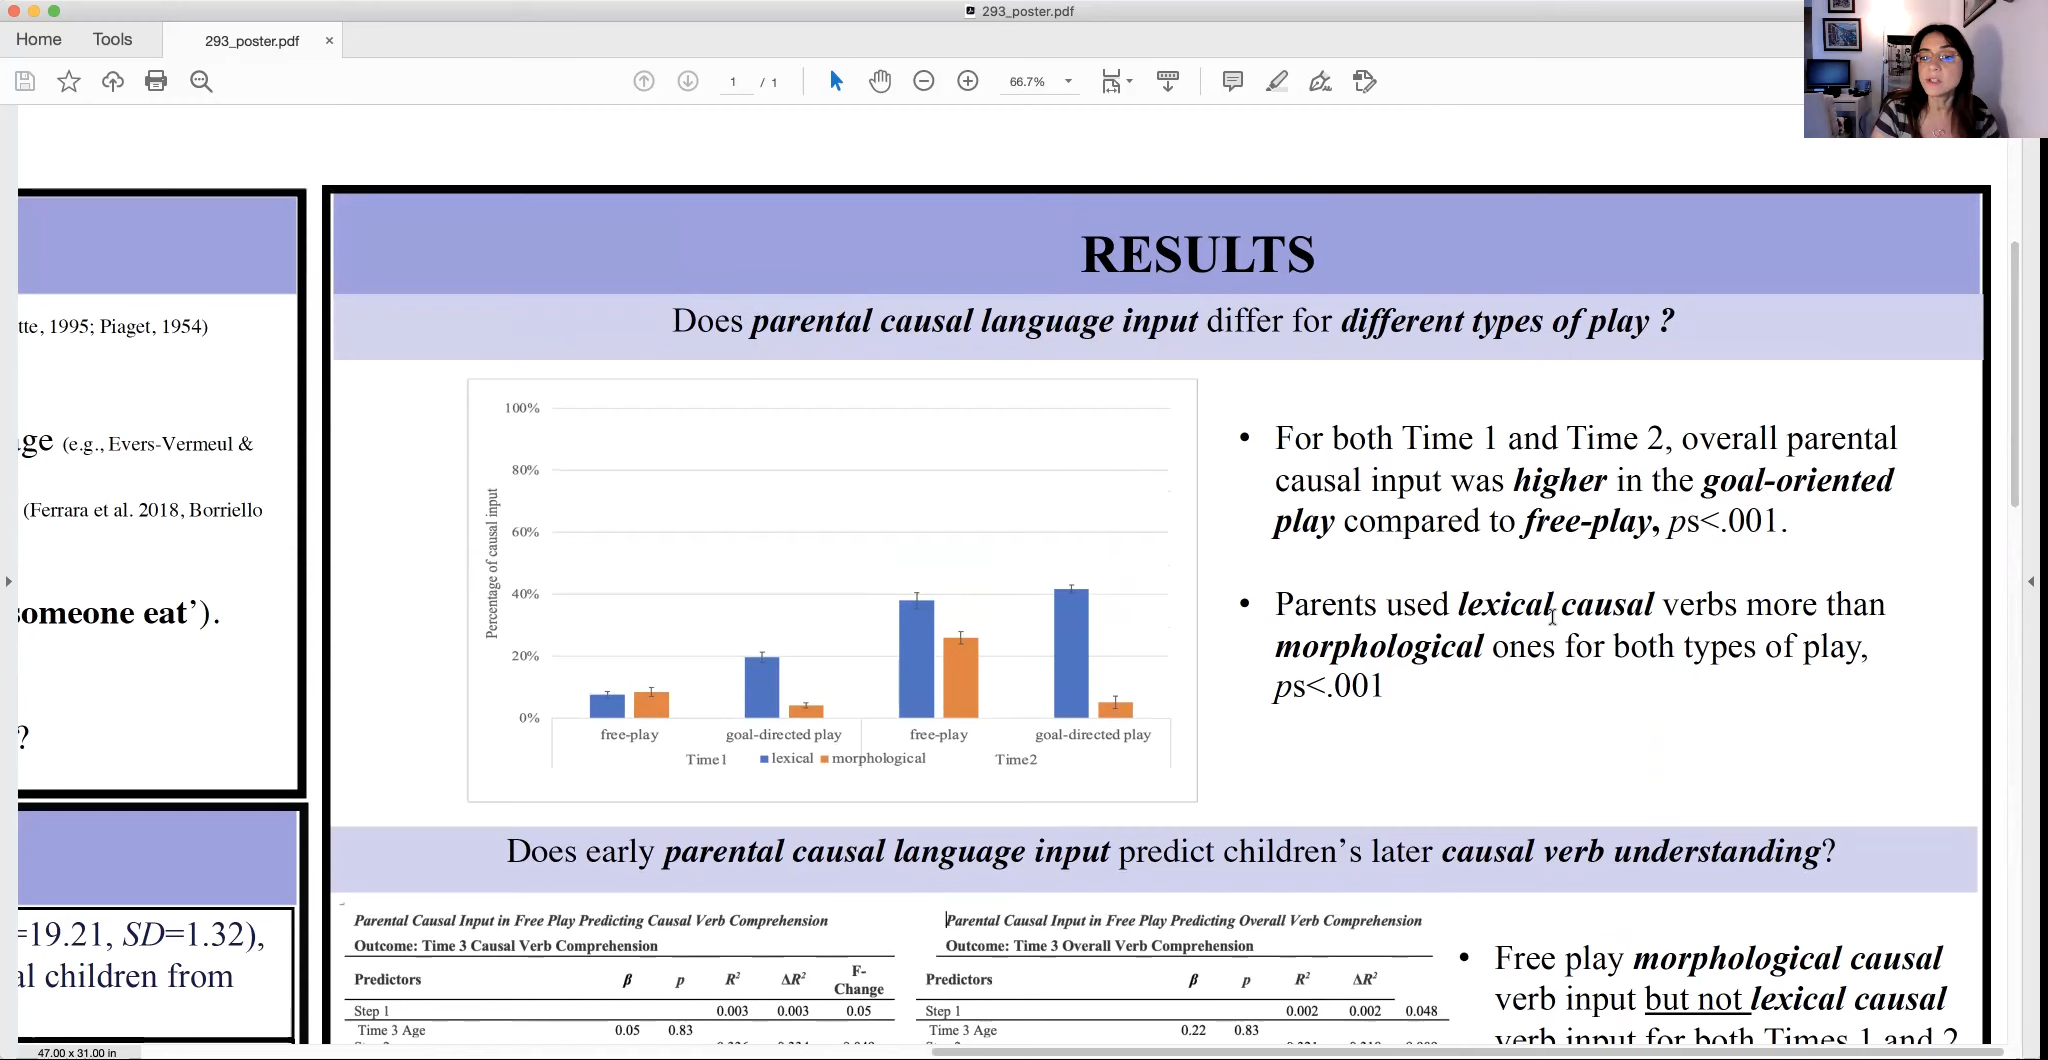 293_poster.pdf
Home Tools 293_poster.pdf ×
1 / 1 66.7%
tte, 1995; Piaget, 1954)
ge (e.g., Evers-Vermeul &
(Ferrara et al. 2018, Borriello
someone eat’).
?
=19.21, SD=1.32),
al children from
RESULTS
Does parental causal language input differ for different types of play ?
100%
80%
60%
40%
20%
0%
Percentage of causal input
free-play goal-directed play free-play goal-directed play
Time1 lexical morphological Time2
• For both Time 1 and Time 2, overall parental
causal input was higher in the goal-oriented
play compared to free-play, ps<.001.
• Parents used lexical causal verbs more than
morphological ones for both types of play,
ps<.001
Does early parental causal language input predict children’s later causal verb understanding?
Parental Causal Input in Free Play Predicting Causal Verb Comprehension
Outcome: Time 3 Causal Verb Comprehension
Predictors β p R² ΔR² F-Change
Step 1 0.003 0.003 0.05
Time 3 Age 0.05 0.83
Parental Causal Input in Free Play Predicting Overall Verb Comprehension
Outcome: Time 3 Overall Verb Comprehension
Predictors β p R² ΔR²
Step 1 0.002 0.002 0.048
Time 3 Age 0.22 0.83
• Free play morphological causal
verb input but not lexical causal
verb input for both Times 1 and 2
47.00 x 31.00 in